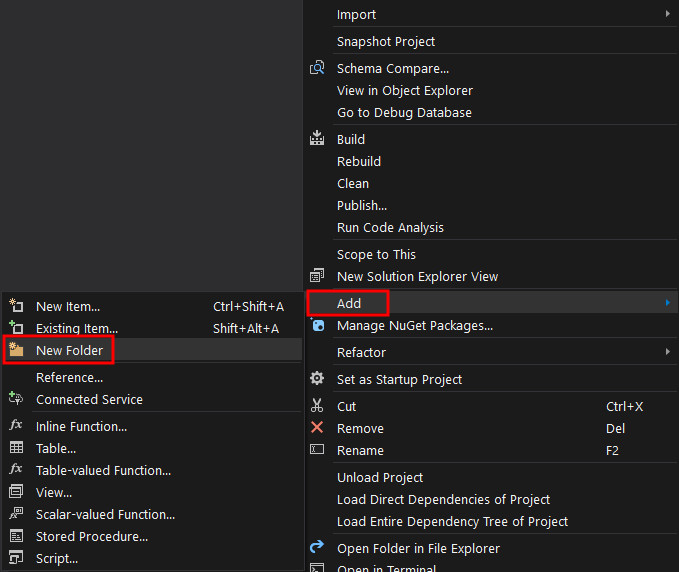 Import
Snapshot Project
Schema Compare...
View in Object Explorer
Go to Debug Database
Build
Rebuild
Clean
Publish...
Run Code Analysis
Scope to This
New Solution Explorer View
Add
Manage NuGet Packages...
Refactor
Set as Startup Project
Cut Ctrl+X
Remove Del
Rename F2
Unload Project
Load Direct Dependencies of Project
Load Entire Dependency Tree of Project
Open Folder in File Explorer
Open in Terminal
New Item... Ctrl+Shift+A
Existing Item... Shift+Alt+A
New Folder
Reference...
Connected Service
Inline Function...
Table...
Table-valued Function...
View...
Scalar-valued Function...
Stored Procedure...
Script...